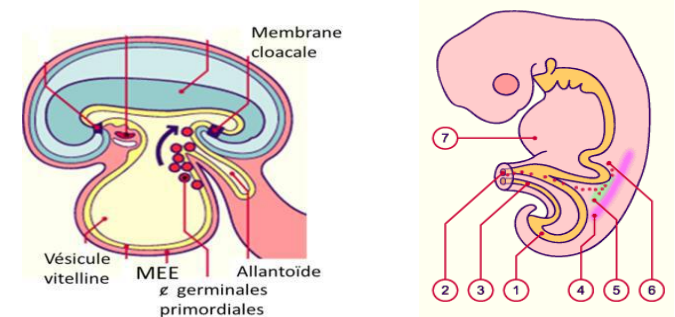 Membrane
cloacale
Vésicule
vitelline
MEE
Allantoïde
¢ germinales
primordiales
7
2
3
1
4
5
6